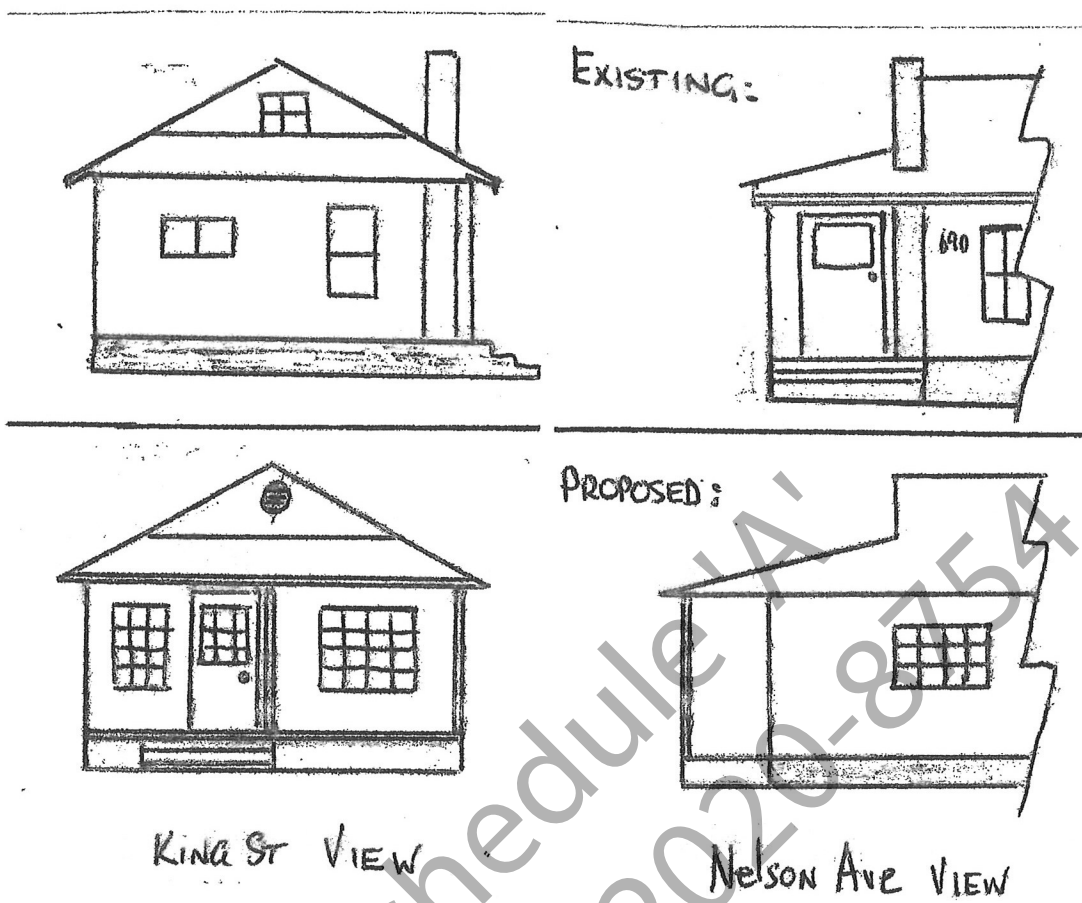 EXISTING:
690
PROPOSED:
KING ST VIEW
Nelson Ave VIEW
Schedule 'A'
2020-8754